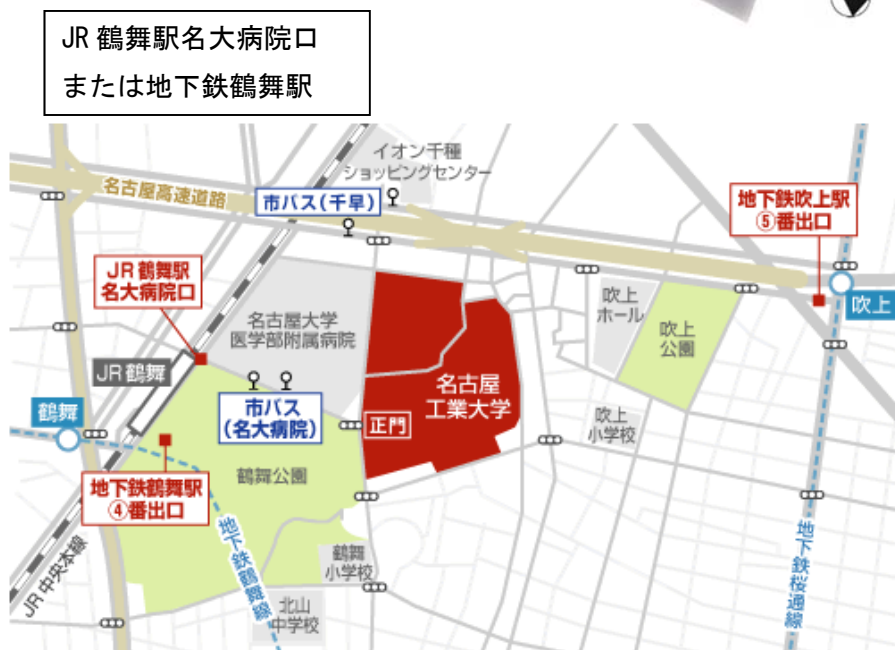 JR 鶴舞駅名大病院口
または地下鉄鶴舞駅
イオン千種
ショッピングセンター
名古屋高速道路
市バス(千早)
地下鉄吹上駅
⑤番出口
JR 鶴舞駅
名大病院口
名古屋大学
医学部附属病院
吹上
ホール
吹上
吹上
公園
JR 鶴舞
名古屋
工業大学
鶴舞
市バス
(名大病院)
正門
吹上
小学校
鶴舞公園
地下鉄鶴舞駅
④番出口
地下鉄鶴舞線
地下鉄桜通線
JR 中央本線
鶴舞
小学校
北山
中学校